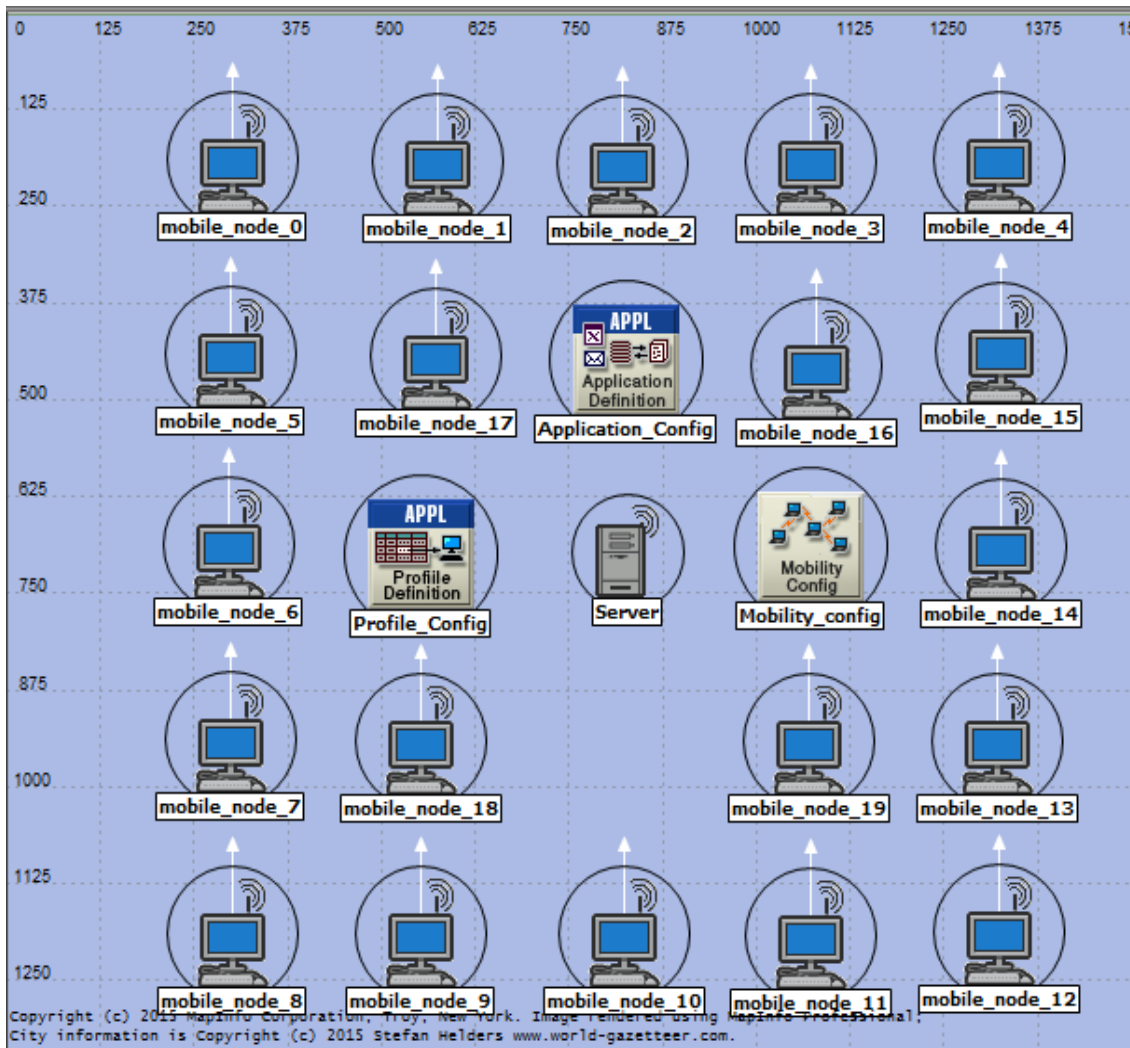 0 125 250 375 500 625 750 875 1000 1125 1250 1375
125
250
mobile_node_0 mobile_node_1 mobile_node_2 mobile_node_3 mobile_node_4
375
APPL
Application
Definition
500
mobile_node_5 mobile_node_17 Application_Config mobile_node_16 mobile_node_15
625
APPL
Profiile
Definition
Mobility
Config
750
mobile_node_6 Profile_Config Server Mobility_config mobile_node_14
875
1000
mobile_node_7 mobile_node_18 mobile_node_19 mobile_node_13
1125
1250
mobile_node_8 mobile_node_9 mobile_node_10 mobile_node_11 mobile_node_12
Copyright (c) 2015 MapInfo Corporation, Troy, New York. Image rendered using MapInfo Professional,
City information is Copyright (c) 2015 Stefan Helders www.world-gazetteer.com.